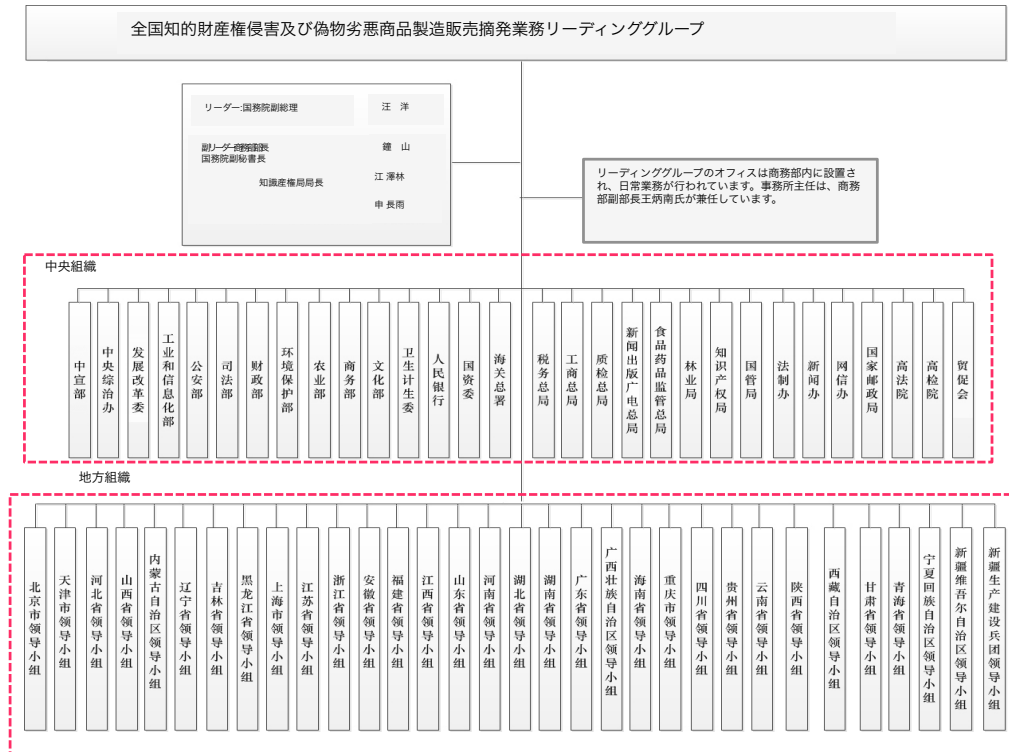 全国知的財産権侵害及び偽物劣悪商品製造販売摘発業務リーディンググループ
リーダー:国務院副総理 汪　洋
副リーダー商務部部長 鐘　山
国務院副秘書長
江 澤林
知識産権局局長
申 長雨
リーディンググループのオフィスは商務部内に設置さ
れ、日常業務が行われています。事務所主任は、商務
部副部長王炳南氏が兼任しています。
中央組織
中宣部
中央综治办
发展改革委
工业和信息化部
公安部
司法部
财政部
环境保护部
农业部
商务部
文化部
卫生计生委
人民银行
国资委
海关总署
税务总局
工商总局
质检总局
新闻出版广电总局
食品药品监管总局
林业局
知识产权局
国管局
法制办
新闻办
网信办
国家邮政局
高法院
高检院
贸促会
地方組織
北京市领导小组
天津市领导小组
河北省领导小组
山西省领导小组
内蒙古自治区领导小组
辽宁省领导小组
吉林省领导小组
黑龙江省领导小组
上海市领导小组
江苏省领导小组
浙江省领导小组
安徽省领导小组
福建省领导小组
江西省领导小组
山东省领导小组
河南省领导小组
湖北省领导小组
湖南省领导小组
广东省领导小组
广西壮族自治区领导小组
海南省领导小组
重庆市领导小组
四川省领导小组
贵州省领导小组
云南省领导小组
陕西省领导小组
西藏自治区领导小组
甘肃省领导小组
青海省领导小组
宁夏回族自治区领导小组
新疆维吾尔自治区领导小组
新疆生产建设兵团领导小组